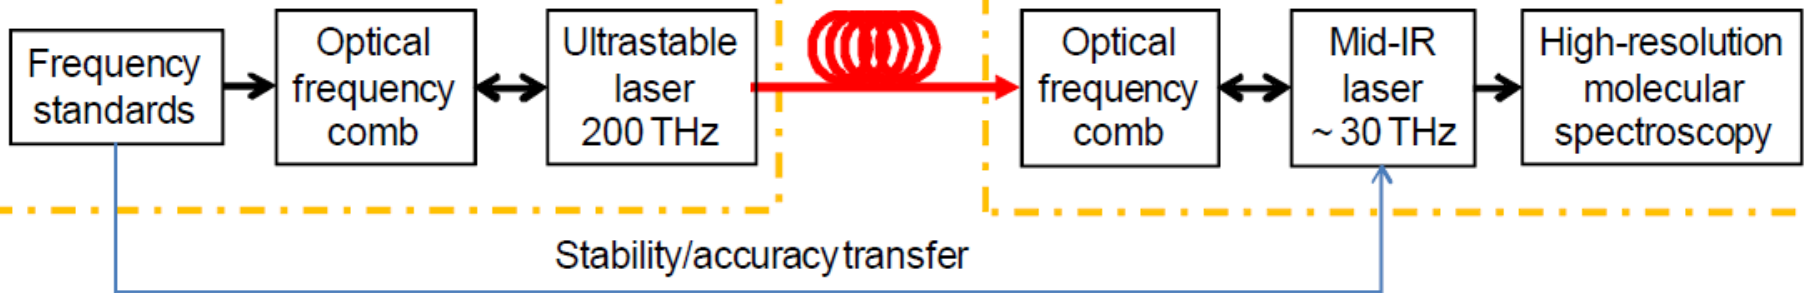 Frequency
standards
Optical
frequency
comb
Ultrastable
laser
200 THz
Optical
frequency
comb
Mid-IR
laser
~ 30 THz
High-resolution
molecular
spectroscopy
Stability/accuracy transfer